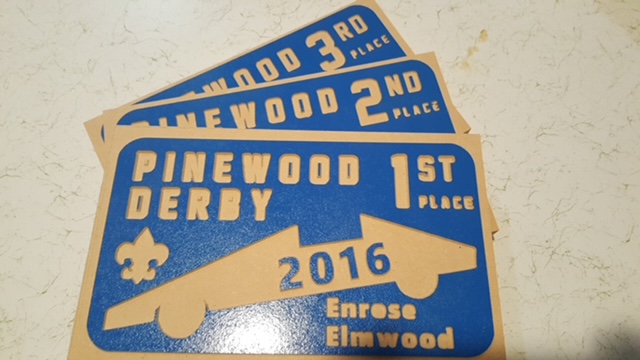 3RD
PLACE
PINEWOOD
2ND
PLACE
PINEWOOD
1ST
PLACE
PINEWOOD
DERBY
2016
Enrose
Elmwood